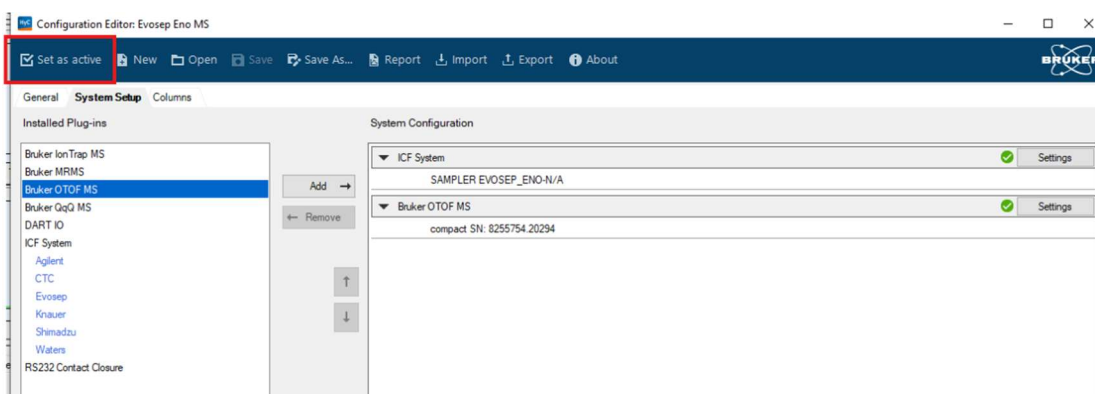 HyC Configuration Editor: Evosep Eno MS
Set as active New Open Save Save As... Report Import Export About
BRUKER
General System Setup Columns
Installed Plug-ins
Bruker IonTrap MS
Bruker MRMS
Bruker OTOF MS
Bruker QqQ MS
DART IO
ICF System
Agilent
CTC
Evosep
Knauer
Shimadzu
Waters
RS232 Contact Closure
Add →
← Remove
↑
↓
System Configuration
ICF System Settings
SAMPLER EVOSEP_ENO-N/A
Bruker OTOF MS Settings
compact SN: 8255754.20294